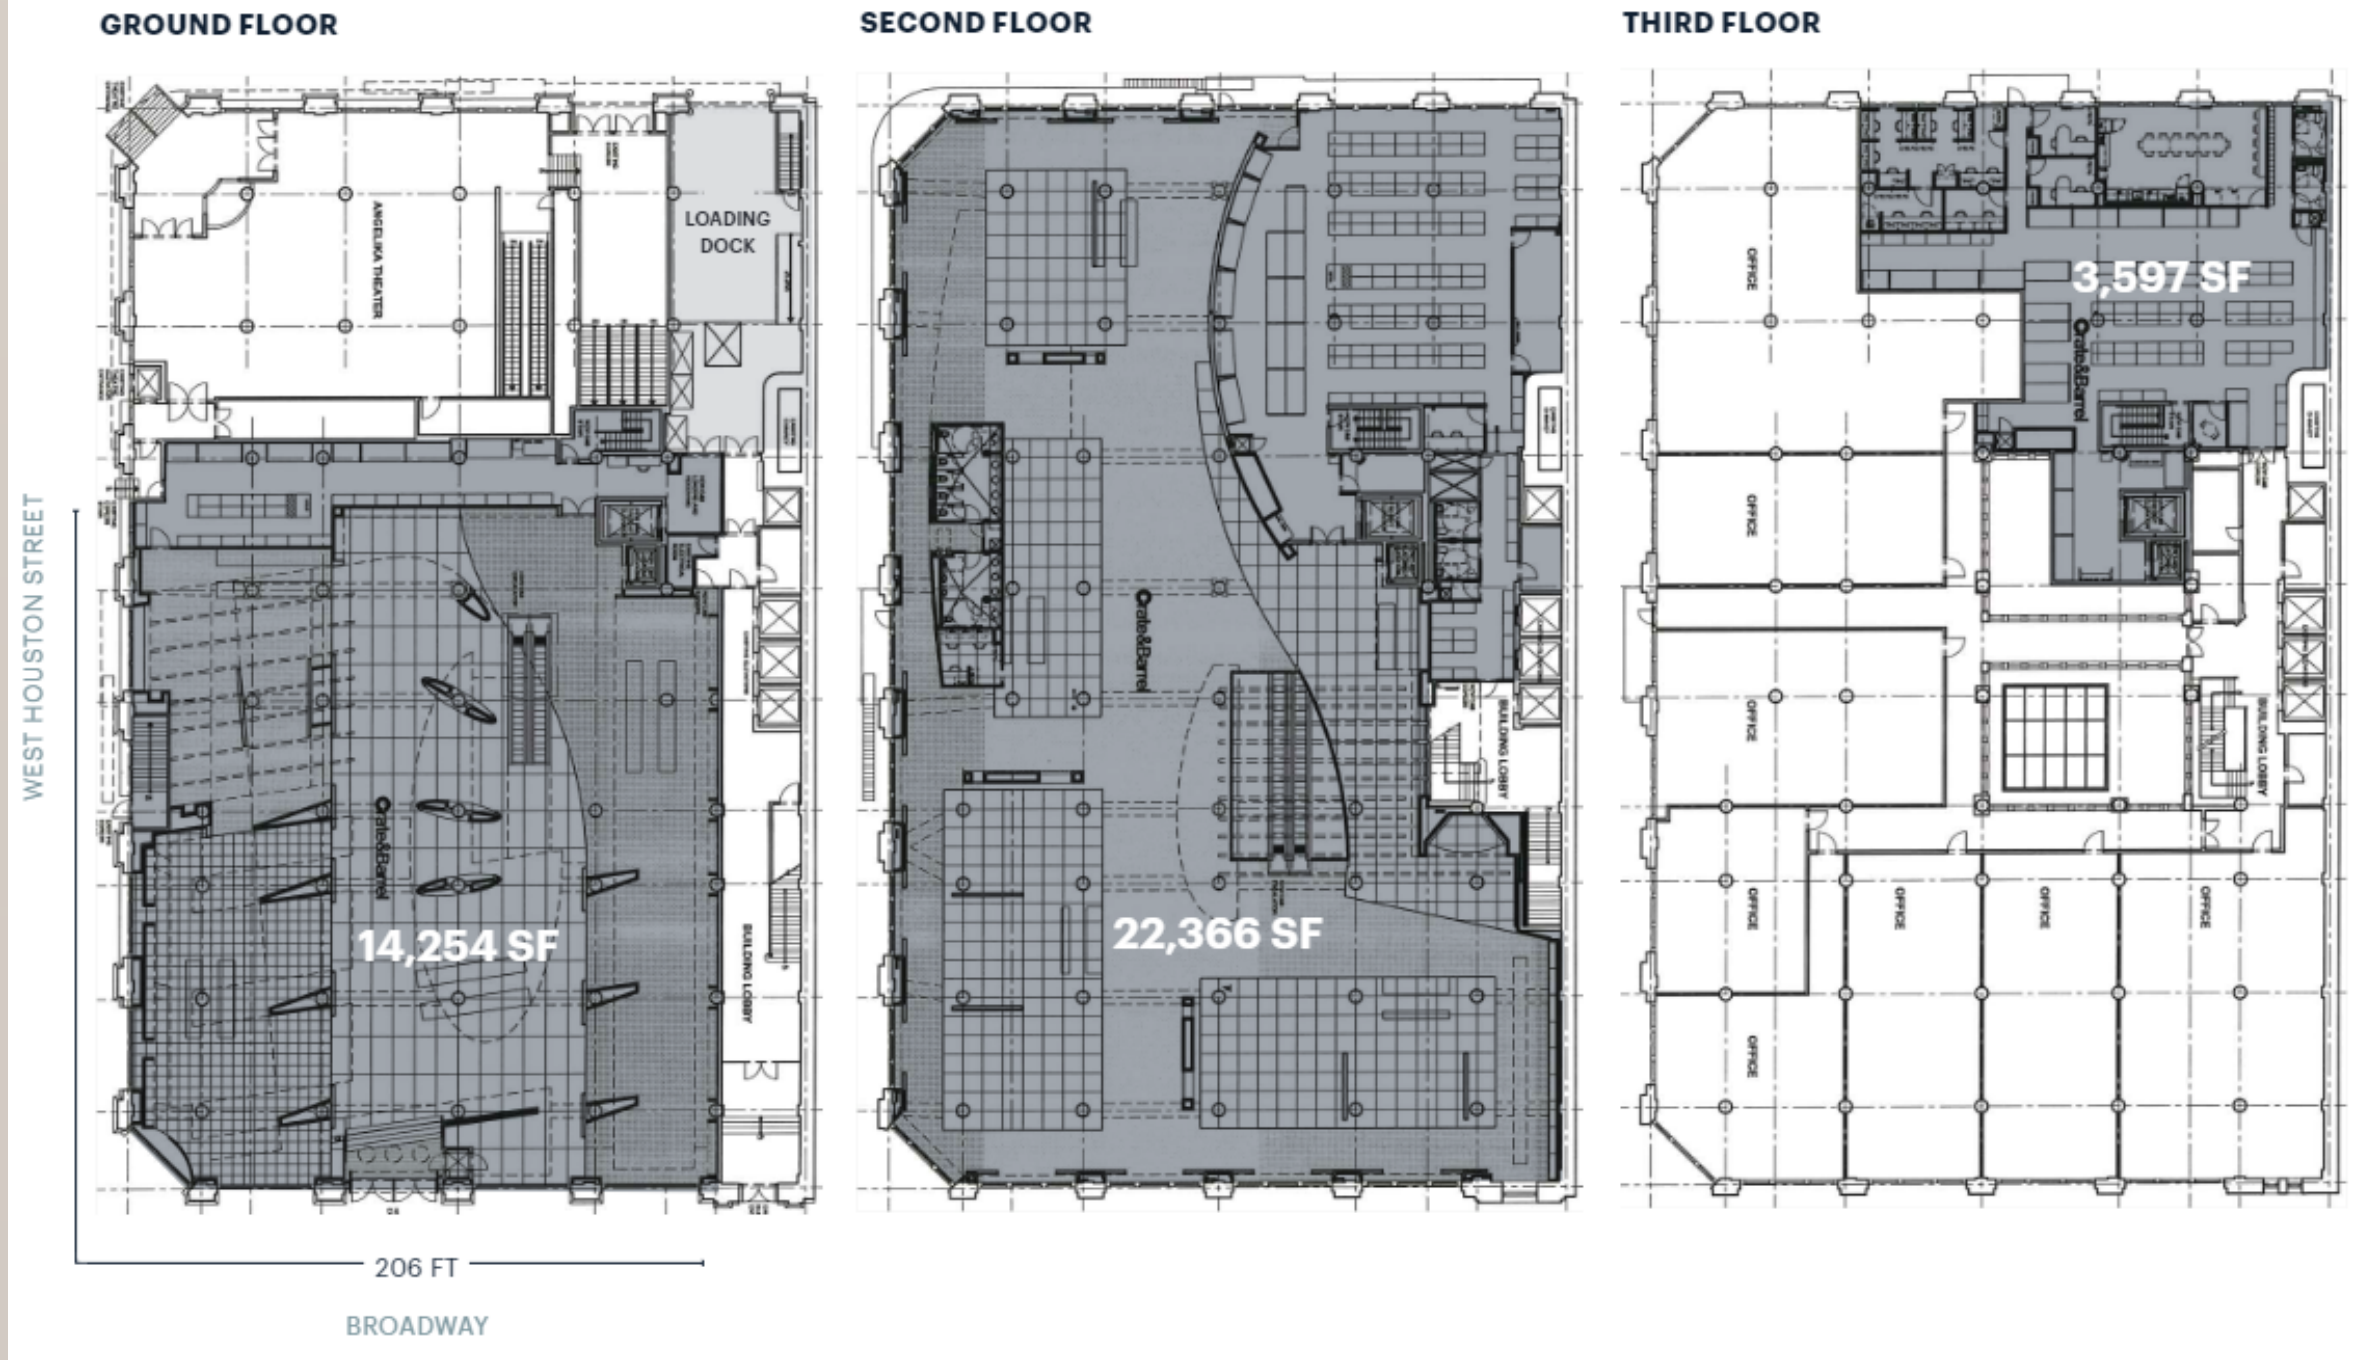 GROUND FLOOR
SECOND FLOOR
THIRD FLOOR
WEST HOUSTON STREET
ANGELIKA THEATER
LOADING
DOCK
Crate&Barrel
14,254 SF
BUILDING LOBBY
206 FT
BROADWAY
Crate&Barrel
22,366 SF
BUILDING LOBBY
OFFICE
3,597 SF
Crate&Barrel
OFFICE
OFFICE
BUILDING LOBBY
OFFICE
OFFICE
OFFICE
OFFICE
OFFICE